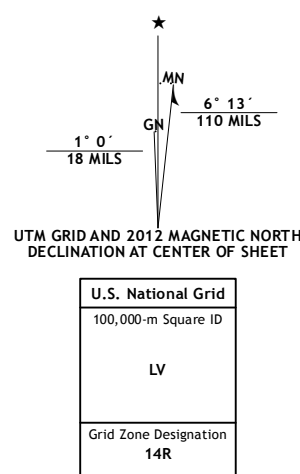 ★
MN
GN
6° 13´
110 MILS
1° 0´
18 MILS
UTM GRID AND 2012 MAGNETIC NORTH
DECLINATION AT CENTER OF SHEET
U.S. National Grid
100,000-m Square ID
LV
Grid Zone Designation
14R